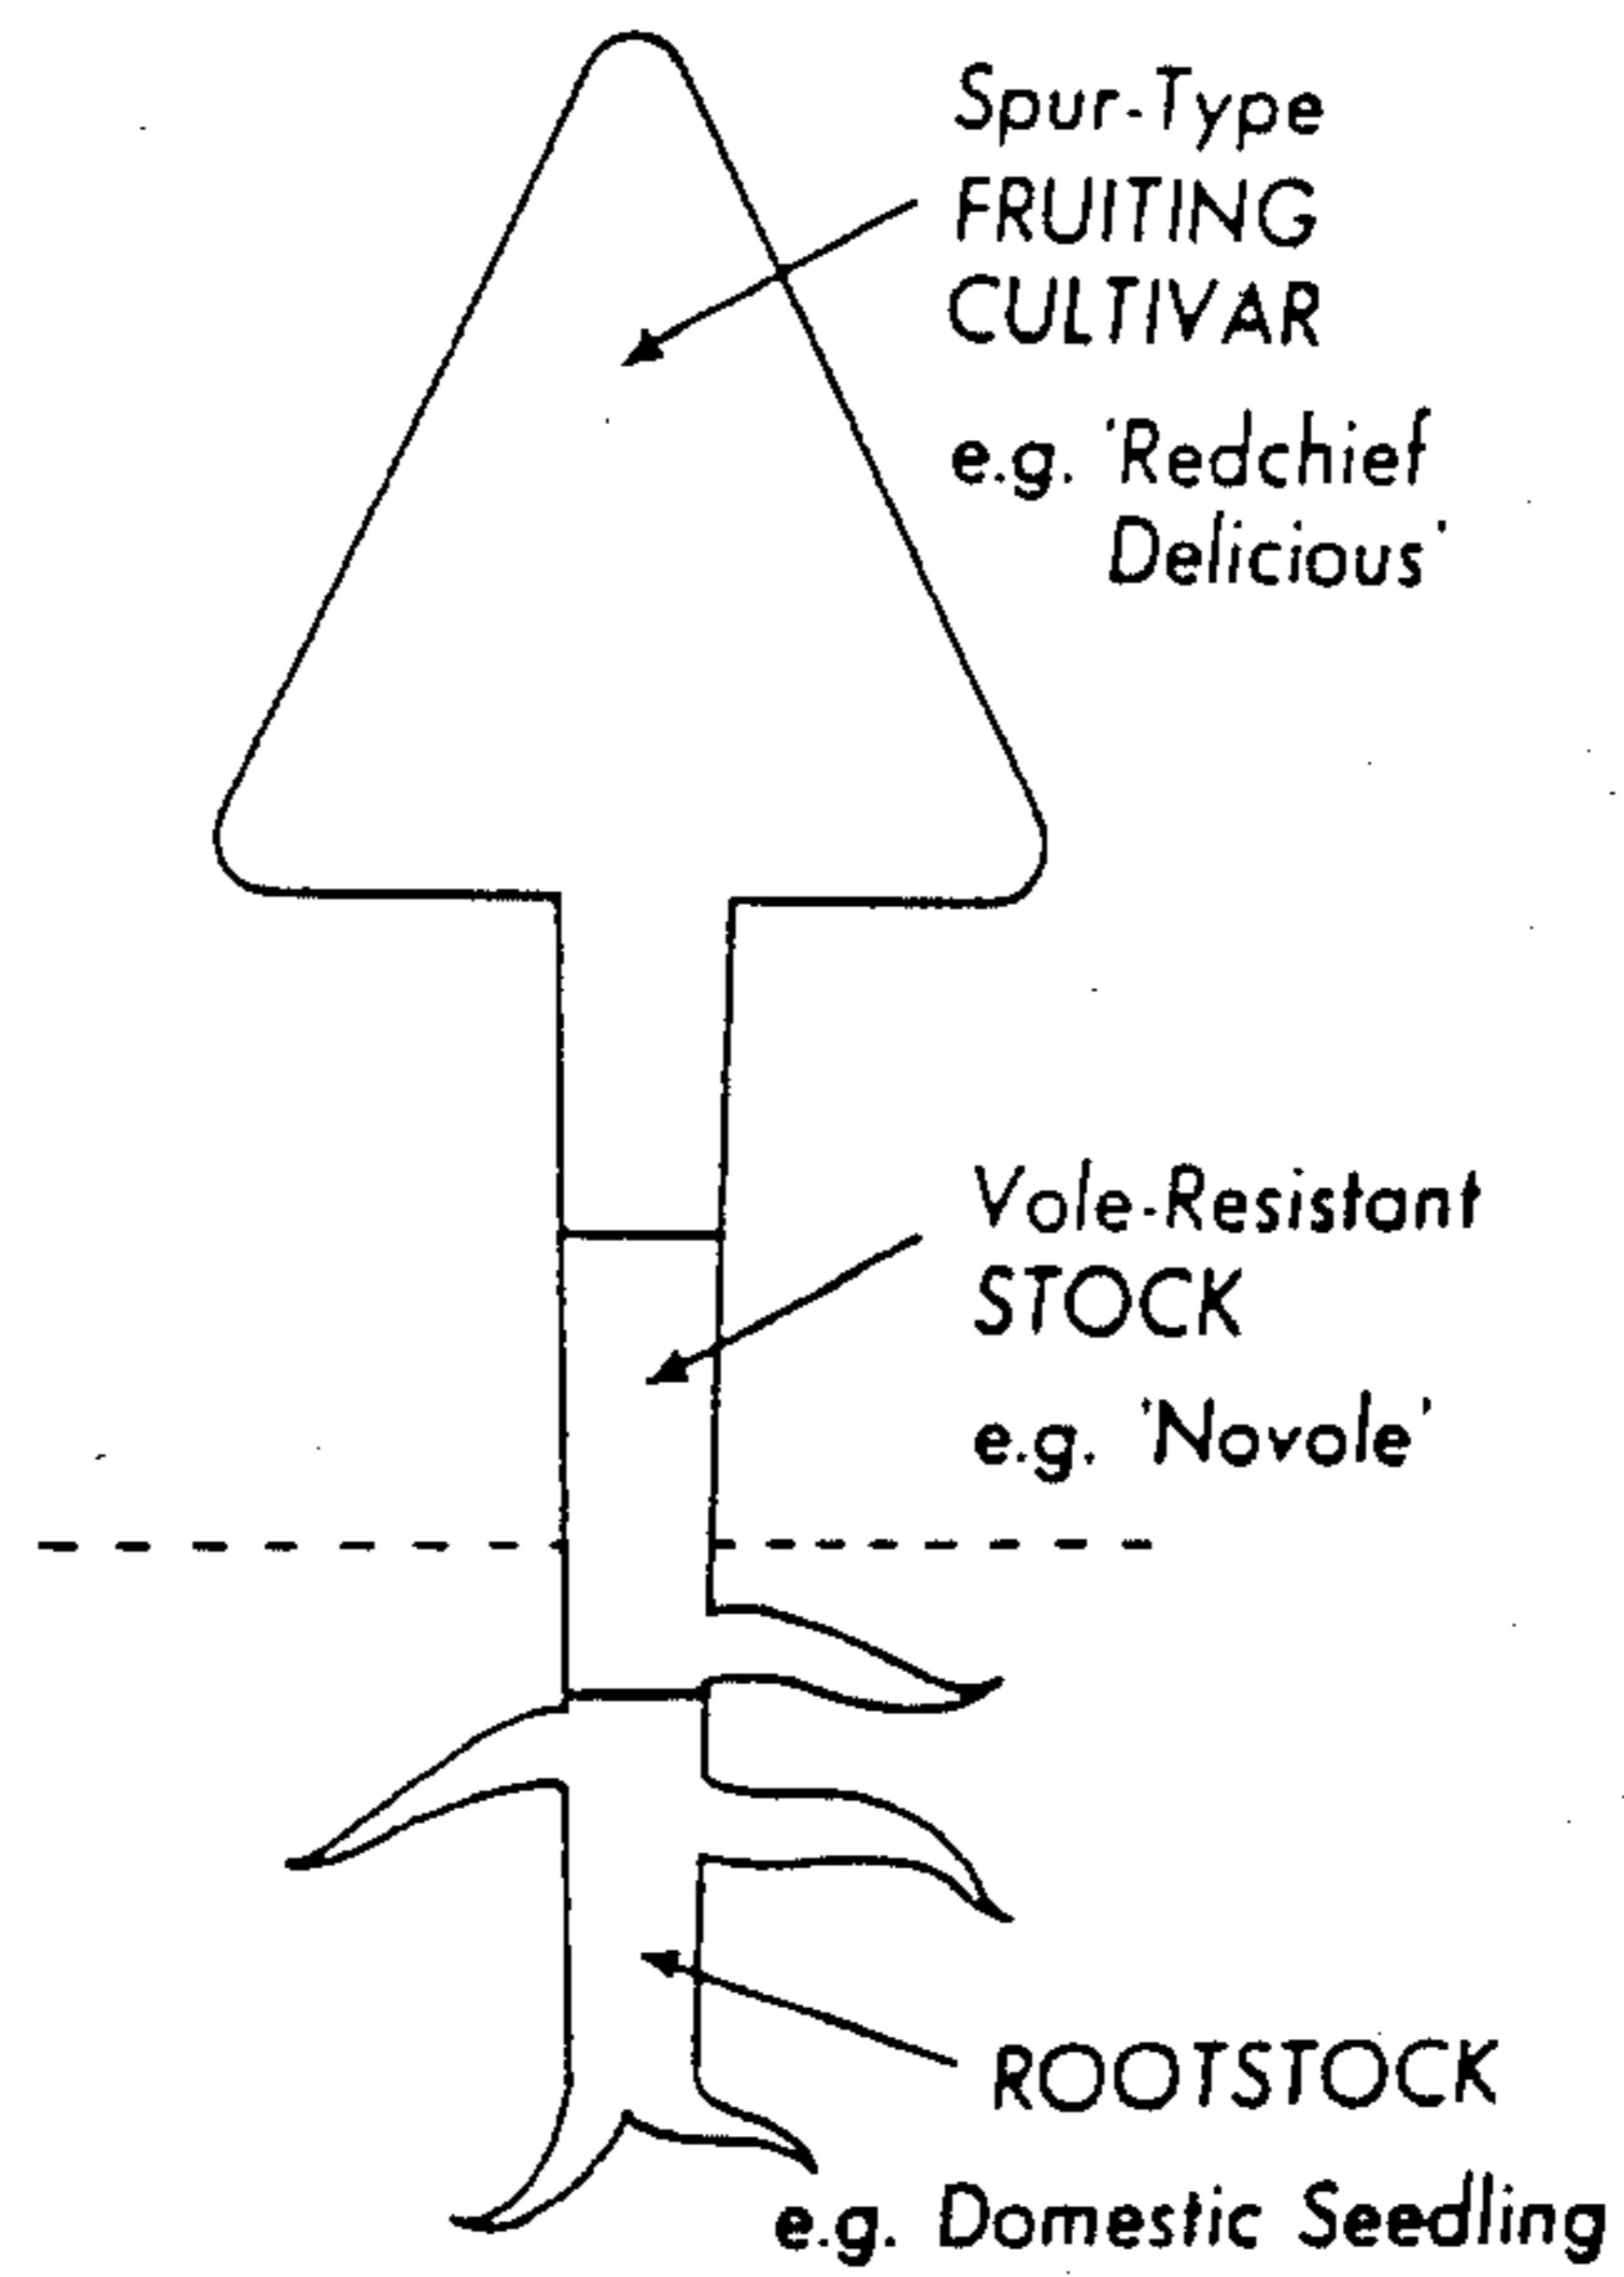 Spur-Type
FRUITING
CULTIVAR
e.g. 'Redchief
Delicious'
Vole-Resistant
STOCK
e.g. 'Novole'
ROOTSTOCK
e.g. Domestic Seedling